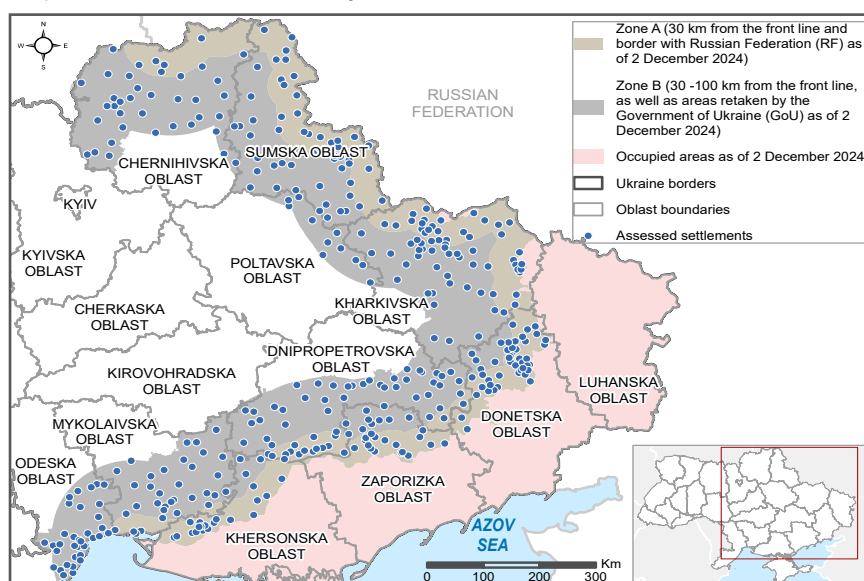 N
W E
S
Zone A (30 km from the front line and
border with Russian Federation (RF) as
of 2 December 2024)
Zone B (30 -100 km from the front line,
as well as areas retaken by the
Government of Ukraine (GoU) as of 2
December 2024)
Occupied areas as of 2 December 2024
Ukraine borders
Oblast boundaries
Assessed settlements
RUSSIAN
FEDERATION
CHERNIHIVSKA
OBLAST
SUMSKA OBLAST
KYIV
KYIVSKA
OBLAST
POLTAVSKA
OBLAST
CHERKASKA
OBLAST
KHARKIVSKA
OBLAST
DNIPROPETROVSKA
OBLAST
KIROVOHRADSKA
OBLAST
LUHANSKA
OBLAST
MYKOLAIVSKA
OBLAST
DONETSKA
OBLAST
ODESKA
OBLAST
ZAPORIZKA
OBLAST
KHERSONSKA
OBLAST
AZOV
SEA
Km
0 100 200 300